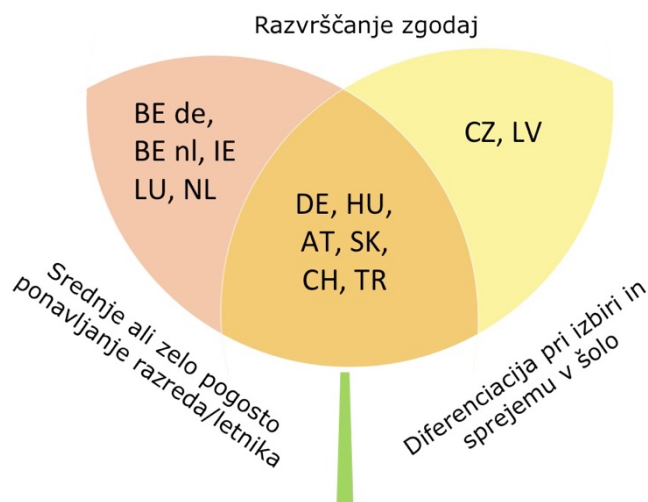 Razvrščanje zgodaj
BE de,
BE nl, IE
LU, NL
CZ, LV
DE, HU,
AT, SK,
CH, TR
Srednje ali zelo pogosto
ponavljanje razreda/letnika
Diferenciacija pri izbiri in
sprejemu v šolo